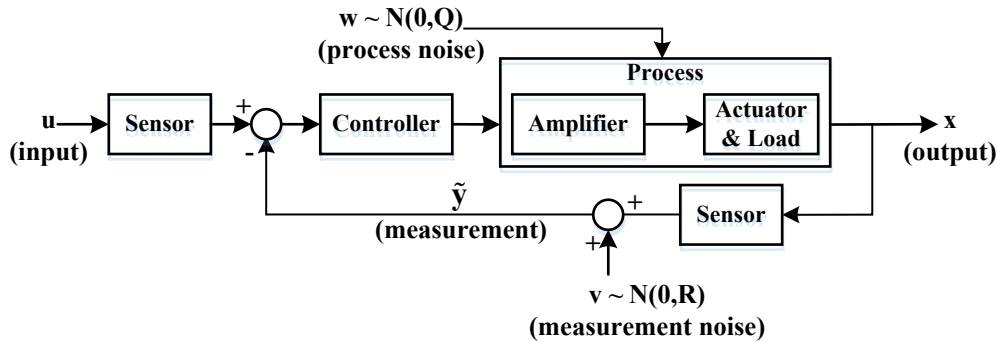 w ~ N(0,Q)
(process noise)
Process
u
(input)
Sensor
+
-
Controller
Amplifier
Actuator
& Load
x
(output)
ỹ
(measurement)
+
+
Sensor
v ~ N(0,R)
(measurement noise)